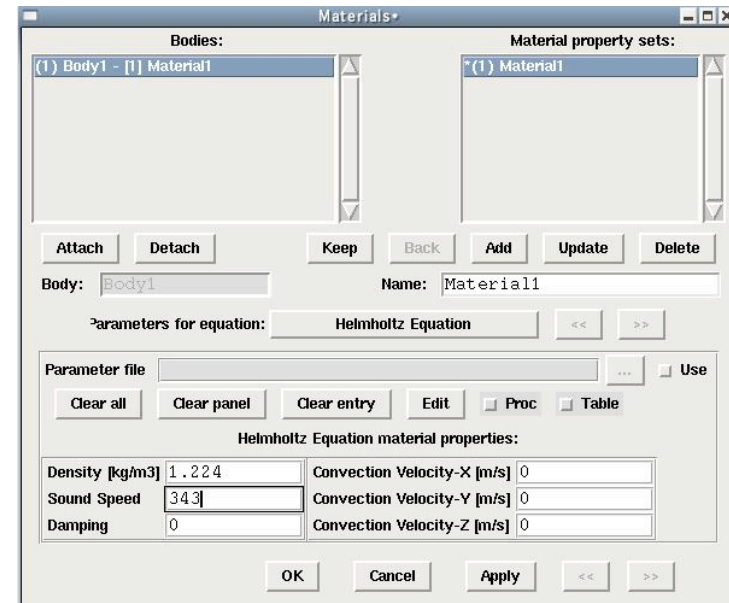 Materials*
Bodies: Material property sets:
(1) Body1 - [1] Material1 *(1) Material1
Attach Detach Keep Back Add Update Delete
Body: Body1 Name: Material1
Parameters for equation: Helmholtz Equation << >>
Parameter file ... Use
Clear all Clear panel Clear entry Edit Proc Table
Helmholtz Equation material properties:
Density [kg/m3] 1.224 Convection Velocity-X [m/s] 0
Sound Speed 343 Convection Velocity-Y [m/s] 0
Damping 0 Convection Velocity-Z [m/s] 0
OK Cancel Apply << >>